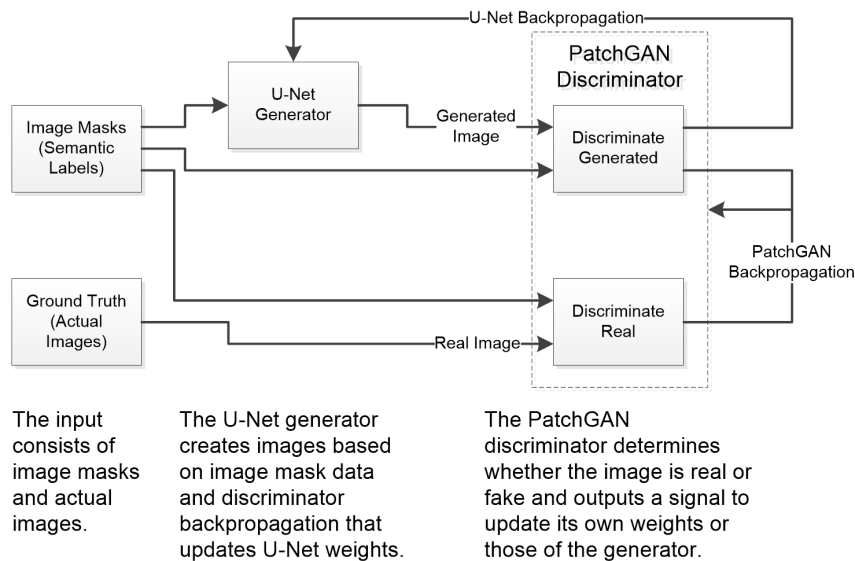 U-Net Backpropagation
PatchGAN
Discriminator
U-Net
Generator
Image Masks
(Semantic
Labels)
Generated
Image
Discriminate
Generated
PatchGAN
Backpropagation
Ground Truth
(Actual
Images)
Real Image
Discriminate
Real
The input
consists of
image masks
and actual
images.
The U-Net generator
creates images based
on image mask data
and discriminator
backpropagation that
updates U-Net weights.
The PatchGAN
discriminator determines
whether the image is real or
fake and outputs a signal to
update its own weights or
those of the generator.